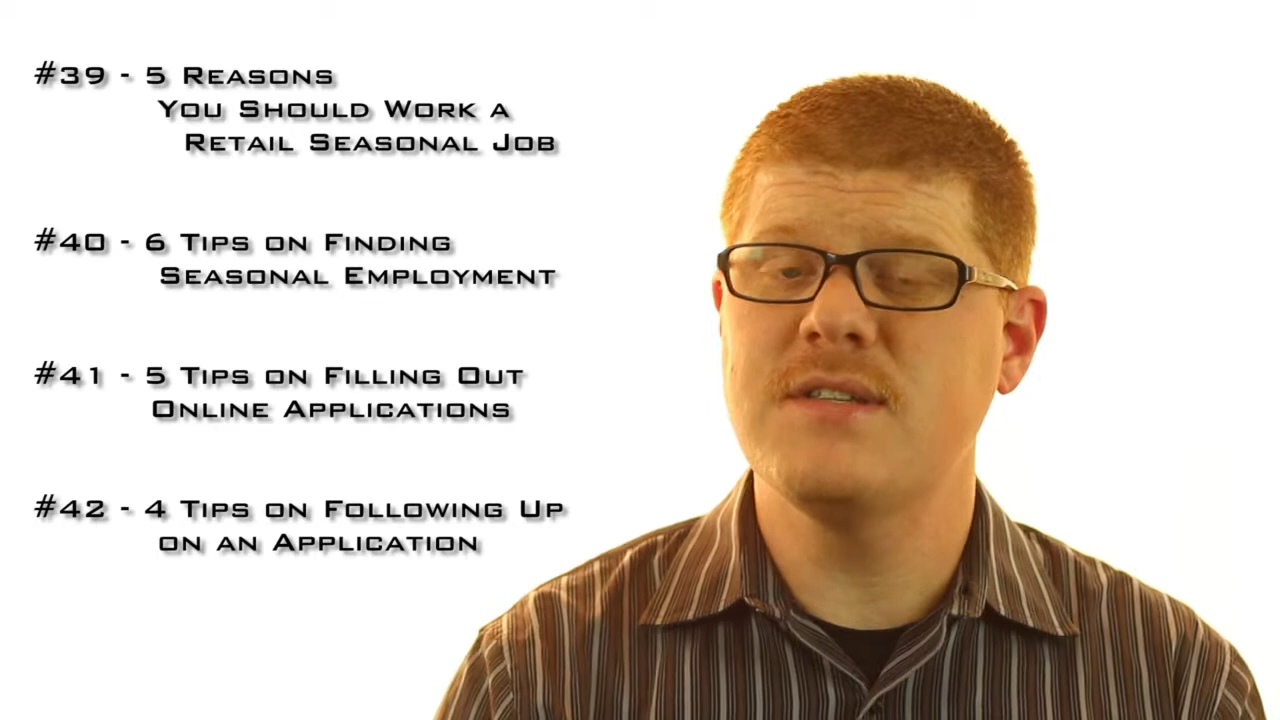 #39 - 5 Reasons
You Should Work a
Retail Seasonal Job
#40 - 6 Tips on Finding
Seasonal Employment
#41 - 5 Tips on Filling Out
Online Applications
#42 - 4 Tips on Following Up
on an Application